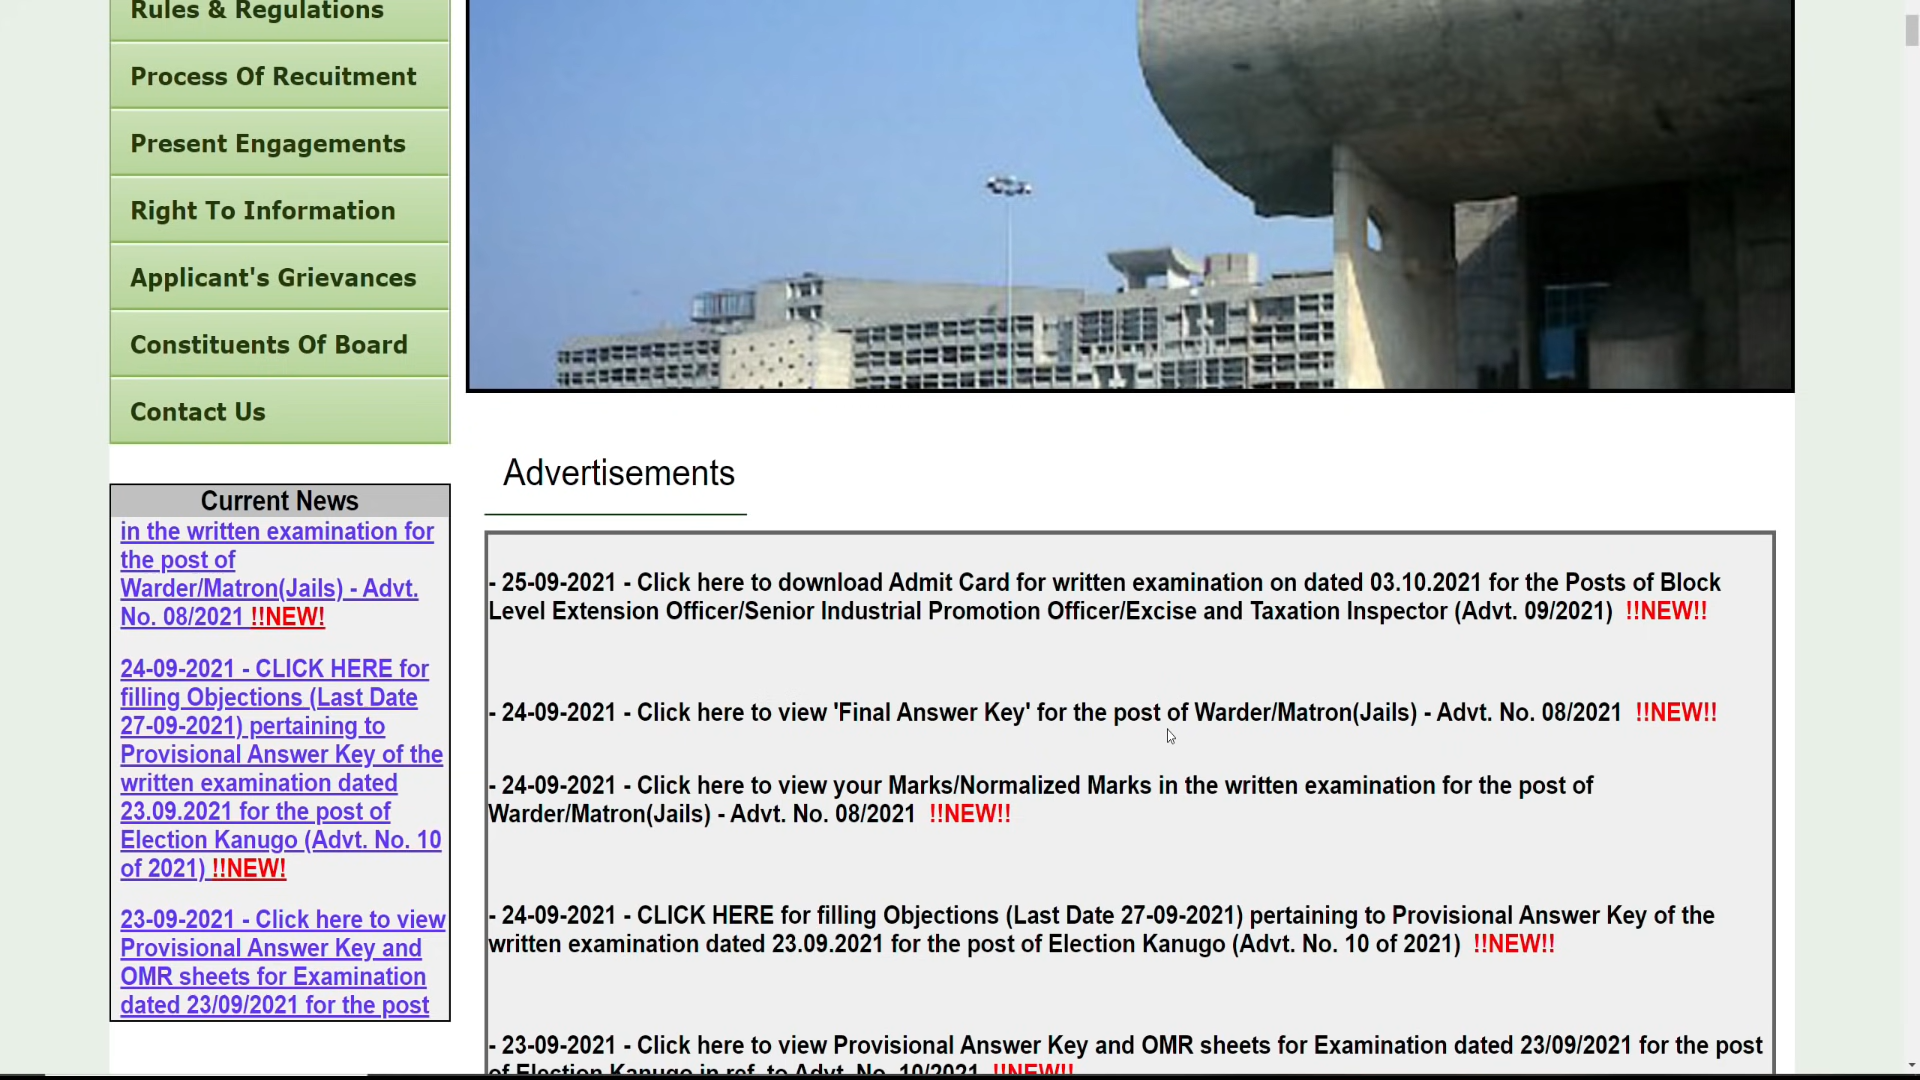 Rules & Regulations
Process Of Recuitment
Present Engagements
Right To Information
Applicant's Grievances
Constituents Of Board
Contact Us
Current News
in the written examination for
the post of
Warder/Matron(Jails) - Advt.
No. 08/2021 !!NEW!
24-09-2021 - CLICK HERE for
filling Objections (Last Date
27-09-2021) pertaining to
Provisional Answer Key of the
written examination dated
23.09.2021 for the post of
Election Kanugo (Advt. No. 10
of 2021) !!NEW!
23-09-2021 - Click here to view
Provisional Answer Key and
OMR sheets for Examination
dated 23/09/2021 for the post
Advertisements
- 25-09-2021 - Click here to download Admit Card for written examination on dated 03.10.2021 for the Posts of Block
Level Extension Officer/Senior Industrial Promotion Officer/Excise and Taxation Inspector (Advt. 09/2021) !!NEW!!
- 24-09-2021 - Click here to view 'Final Answer Key' for the post of Warder/Matron(Jails) - Advt. No. 08/2021 !!NEW!!
- 24-09-2021 - Click here to view your Marks/Normalized Marks in the written examination for the post of
Warder/Matron(Jails) - Advt. No. 08/2021 !!NEW!!
- 24-09-2021 - CLICK HERE for filling Objections (Last Date 27-09-2021) pertaining to Provisional Answer Key of the
written examination dated 23.09.2021 for the post of Election Kanugo (Advt. No. 10 of 2021) !!NEW!!
- 23-09-2021 - Click here to view Provisional Answer Key and OMR sheets for Examination dated 23/09/2021 for the post
of Election Kanugo in ref. to Advt. No. 10/2021 !!NEW!!